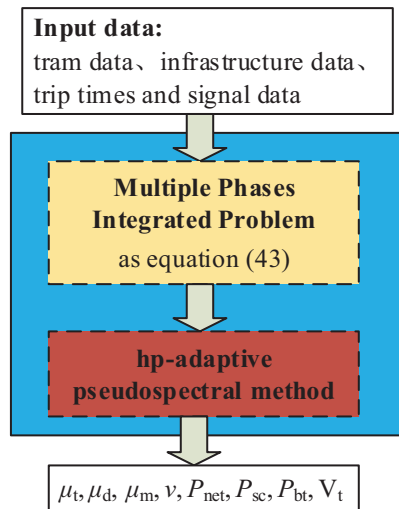 Input data:
tram data、infrastructure data、
trip times and signal data
Multiple Phases
Integrated Problem
as equation (43)
hp-adaptive
pseudospectral method
μt, μd, μm, v, Pnet, Psc, Pbt, Vt